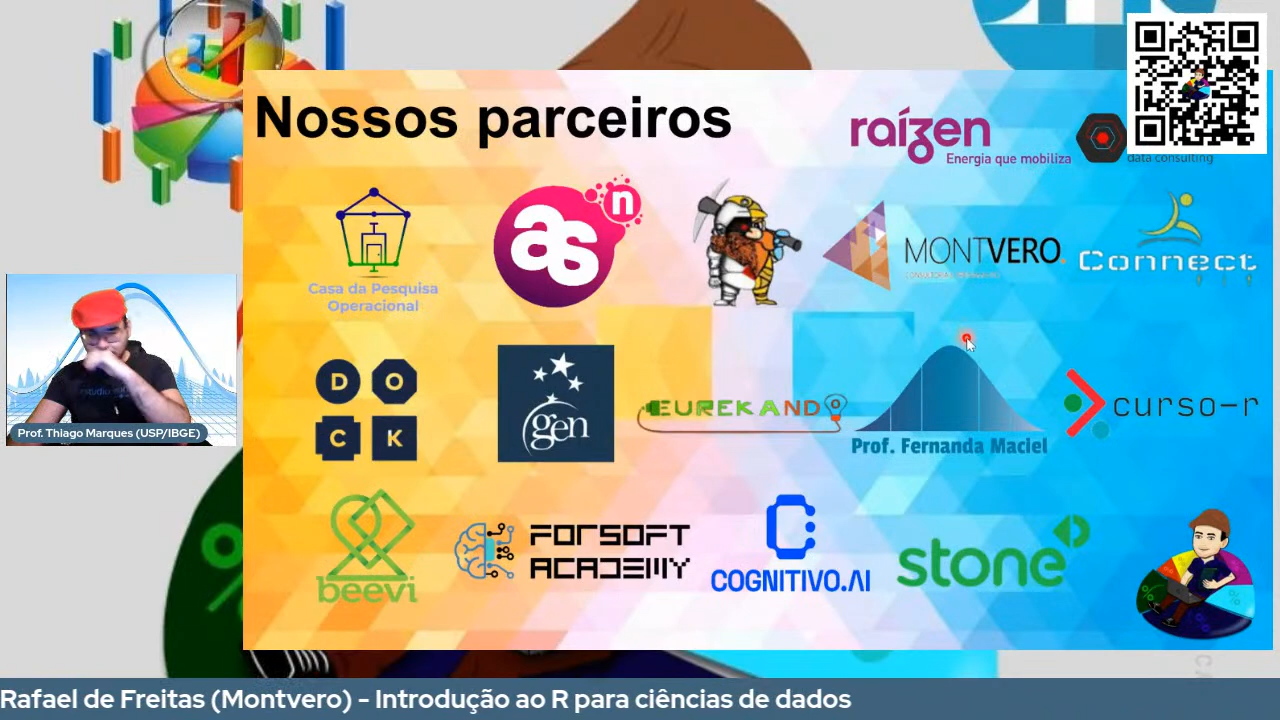 Nossos parceiros
raízen
Energia que mobiliza
data consulting
Casa da Pesquisa
Operacional
as
n
MONTVERO.
Connect
D O
C K
gen
EUREKANDO
Prof. Fernanda Maciel
curso-r
beevi
FORSOFT
ACADEMY
COGNITIVO.AI
stone
estudio
Prof. Thiago Marques (USP/IBGE)
Rafael de Freitas (Montvero) - Introdução ao R para ciências de dados